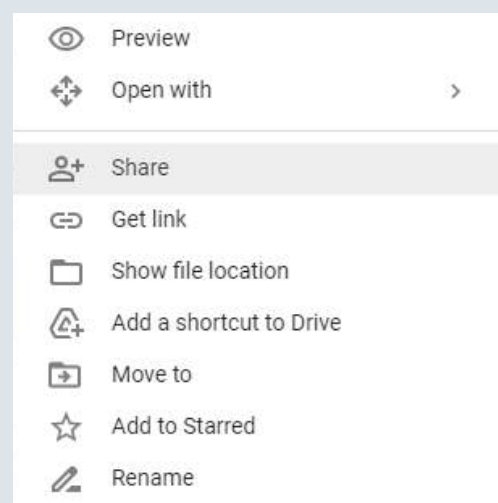 Preview
Open with
Share
Get link
Show file location
Add a shortcut to Drive
Move to
Add to Starred
Rename